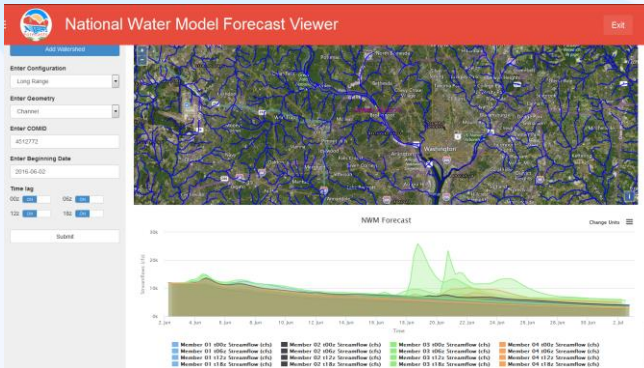 National Water Model Forecast Viewer
Exit
Add Watershed
Enter Configuration
Long Range
Enter Geometry
Channel
Enter COMID
4512772
Enter Beginning Date
2016-06-02
Time lag
00z ON 06z ON
12z ON 18z ON
Submit
Washington
NWM Forecast
Change Units
Streamflow (cfs)
30k
20k
10k
0k
2. Jun 4. Jun 6. Jun 8. Jun 10. Jun 12. Jun 14. Jun 16. Jun 18. Jun 20. Jun 22. Jun 24. Jun 26. Jun 28. Jun 30. Jun 2. Jul
Time
Member 01 t00z Streamflow (cfs) Member 02 t00z Streamflow (cfs) Member 03 t00z Streamflow (cfs) Member 04 t00z Streamflow (cfs)
Member 01 t06z Streamflow (cfs) Member 02 t06z Streamflow (cfs) Member 03 t06z Streamflow (cfs) Member 04 t06z Streamflow (cfs)
Member 01 t12z Streamflow (cfs) Member 02 t12z Streamflow (cfs) Member 03 t12z Streamflow (cfs) Member 04 t12z Streamflow (cfs)
Member 01 t18z Streamflow (cfs) Member 02 t18z Streamflow (cfs) Member 03 t18z Streamflow (cfs) Member 04 t18z Streamflow (cfs)